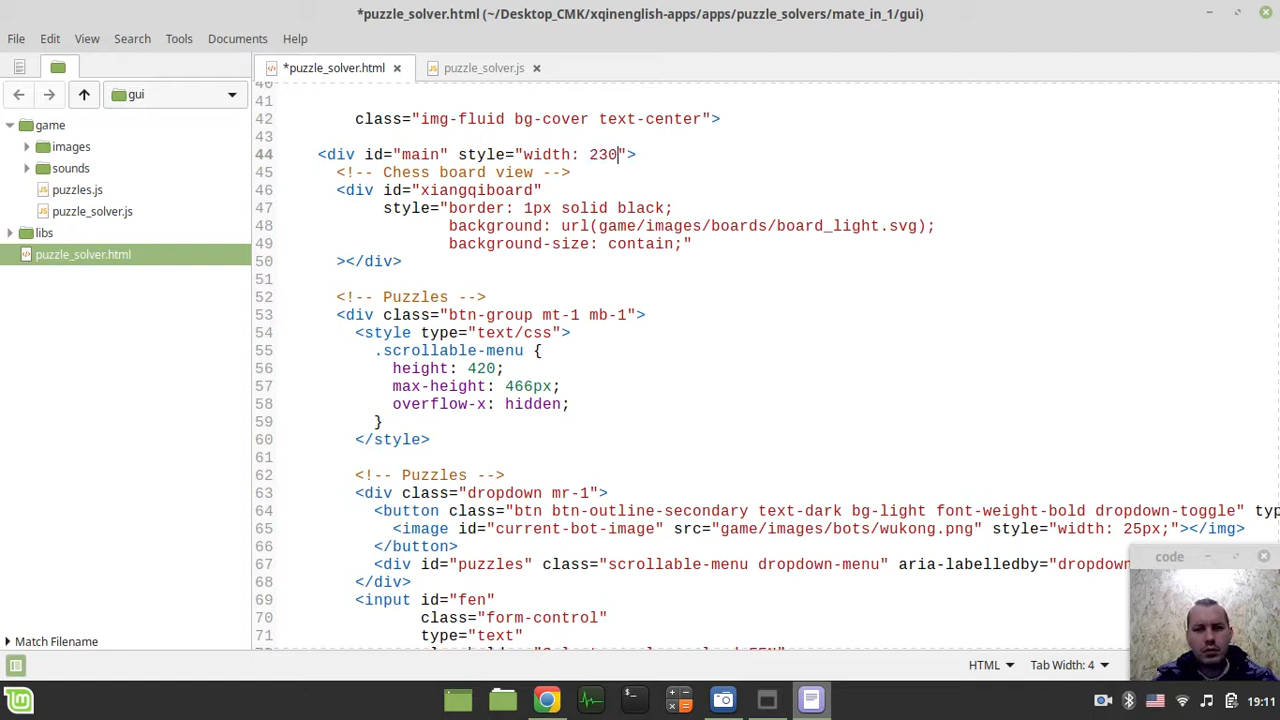 *puzzle_solver.html (~/Desktop_CMK/xqinenglish-apps/apps/puzzle_solvers/mate_in_1/gui)
File Edit View Search Tools Documents Help
*puzzle_solver.html
puzzle_solver.js
gui
game
images
sounds
puzzles.js
puzzle_solver.js
libs
puzzle_solver.html
Match Filename
40
41
42 class="img-fluid bg-cover text-center">
43
44 <div id="main" style="width: 230">
45 <!-- Chess board view -->
46 <div id="xiangqiboard"
47 style="border: 1px solid black;
48 background: url(game/images/boards/board_light.svg);
49 background-size: contain;"
50 ></div>
51
52 <!-- Puzzles -->
53 <div class="btn-group mt-1 mb-1">
54 <style type="text/css">
55 .scrollable-menu {
56 height: 420;
57 max-height: 466px;
58 overflow-x: hidden;
59 }
60 </style>
61
62 <!-- Puzzles -->
63 <div class="dropdown mr-1">
64 <button class="btn btn-outline-secondary text-dark bg-light font-weight-bold dropdown-toggle" typ
65 <image id="current-bot-image" src="game/images/bots/wukong.png" style="width: 25px;"></img>
66 </button>
67 <div id="puzzles" class="scrollable-menu dropdown-menu" aria-labelledby="dropdown
68 </div>
69 <input id="fen"
70 class="form-control"
71 type="text"
code
HTML Tab Width: 4
19:11